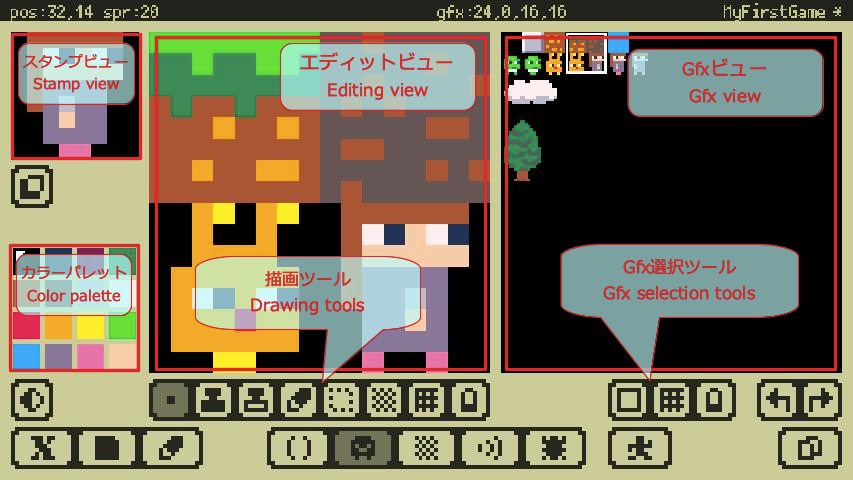 pos:32,14 spr:20
gfx:24,0,16,16
MyFirstGame *
スタンプビュー
Stamp view
エディットビュー
Editing view
Gfxビュー
Gfx view
カラーパレット
Color palette
描画ツール
Drawing tools
Gfx選択ツール
Gfx selection tools